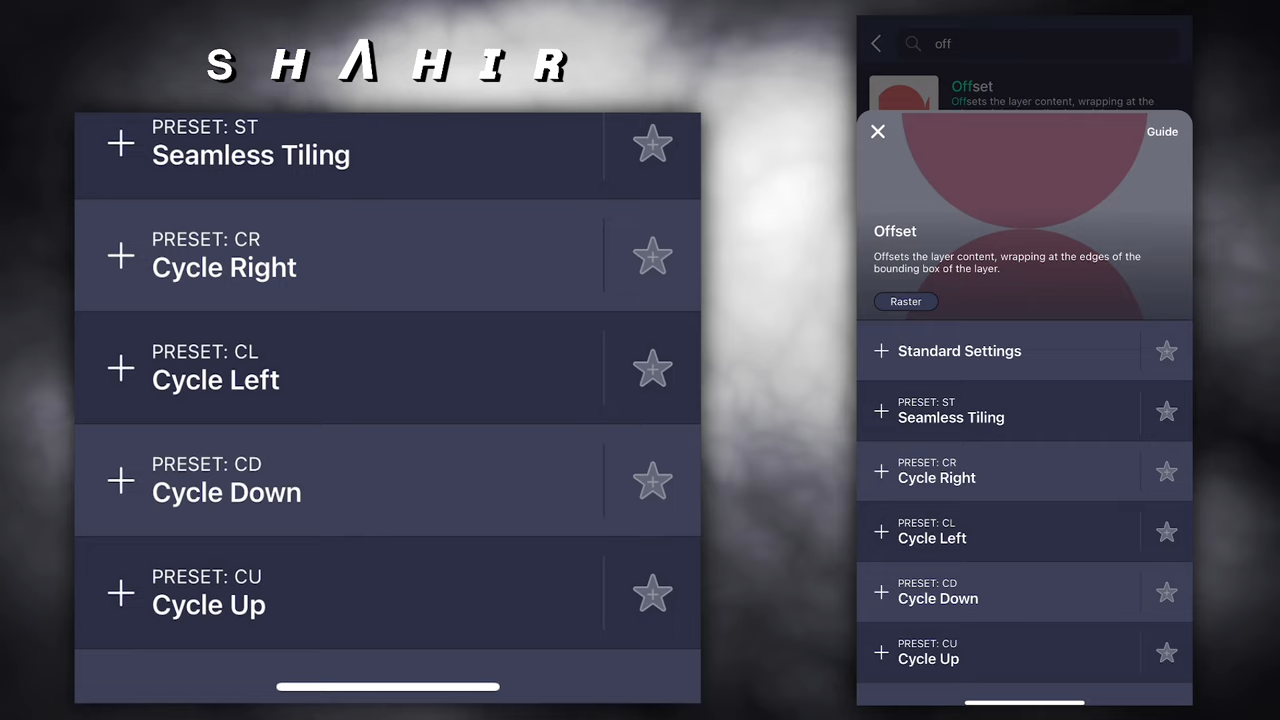 SHΛHIR
PRESET: ST
Seamless Tiling
PRESET: CR
Cycle Right
PRESET: CL
Cycle Left
PRESET: CD
Cycle Down
PRESET: CU
Cycle Up
off
Offset
Offsets the layer content, wrapping at the
Guide
Offset
Offsets the layer content, wrapping at the edges of the
bounding box of the layer.
Raster
Standard Settings
PRESET: ST
Seamless Tiling
PRESET: CR
Cycle Right
PRESET: CL
Cycle Left
PRESET: CD
Cycle Down
PRESET: CU
Cycle Up